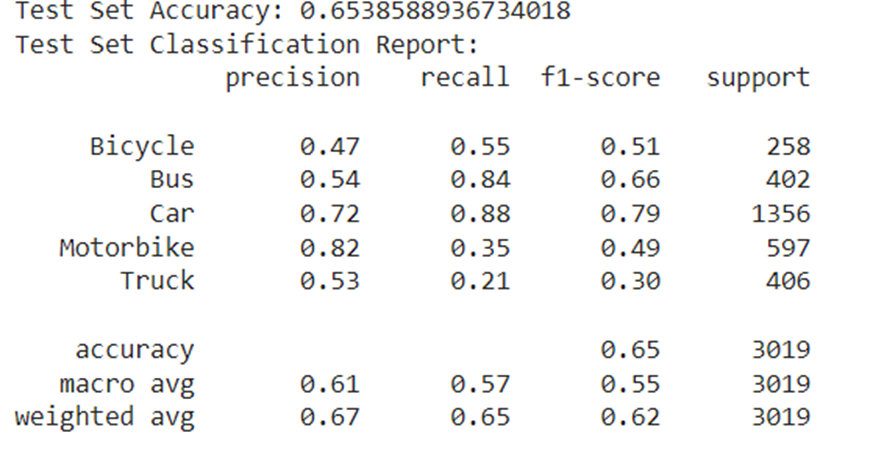 Test Set Accuracy: 0.6538588936734018
Test Set Classification Report:
precision recall f1-score support
Bicycle 0.47 0.55 0.51 258
Bus 0.54 0.84 0.66 402
Car 0.72 0.88 0.79 1356
Motorbike 0.82 0.35 0.49 597
Truck 0.53 0.21 0.30 406
accuracy 0.65 3019
macro avg 0.61 0.57 0.55 3019
weighted avg 0.67 0.65 0.62 3019